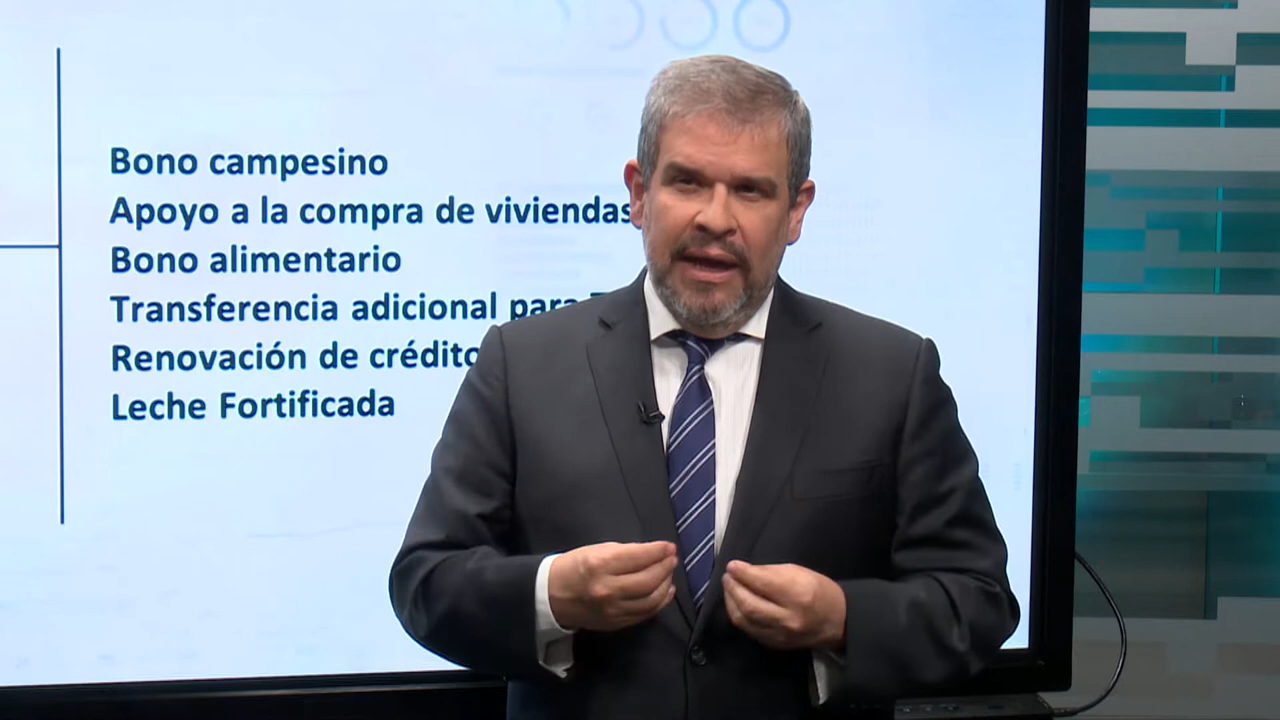 Bono campesino
Apoyo a la compra de viviendas
Bono alimentario
Transferencia adicional para
Renovación de crédito
Leche Fortificada